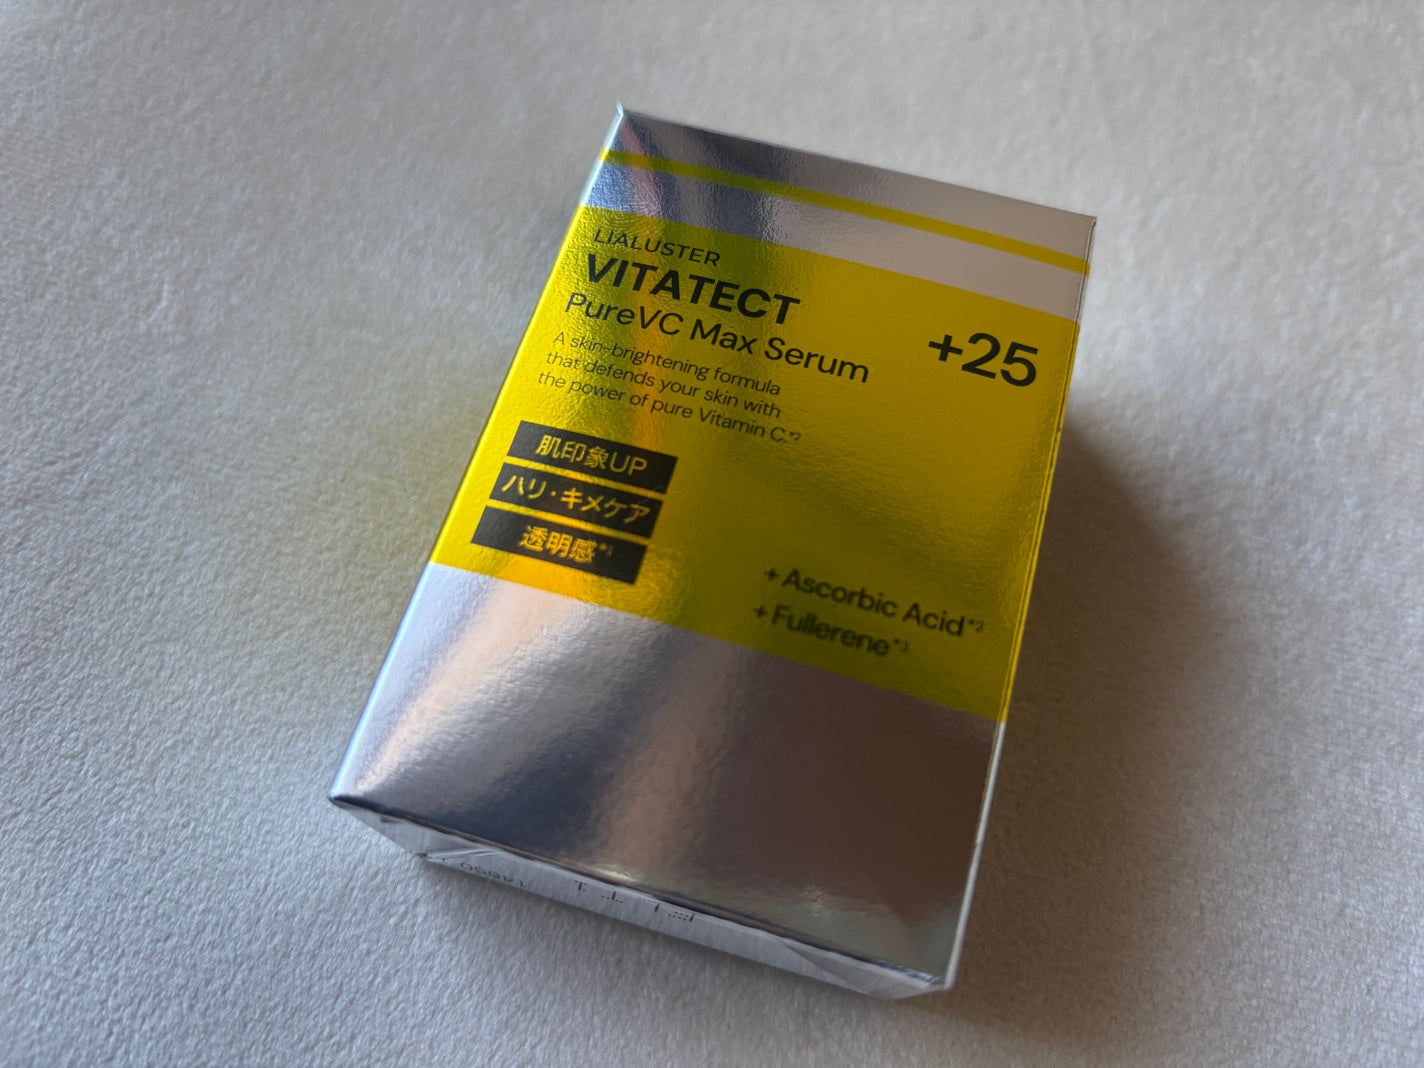 LIALUSTER
VITATECT
PureVC Max Serum
+25
A skin-brightening formula
that defends your skin with
the power of pure Vitamin C.*2
肌印象UP
ハリ・キメケア
透明感*1
+Ascorbic Acid*2
+Fullerene*3